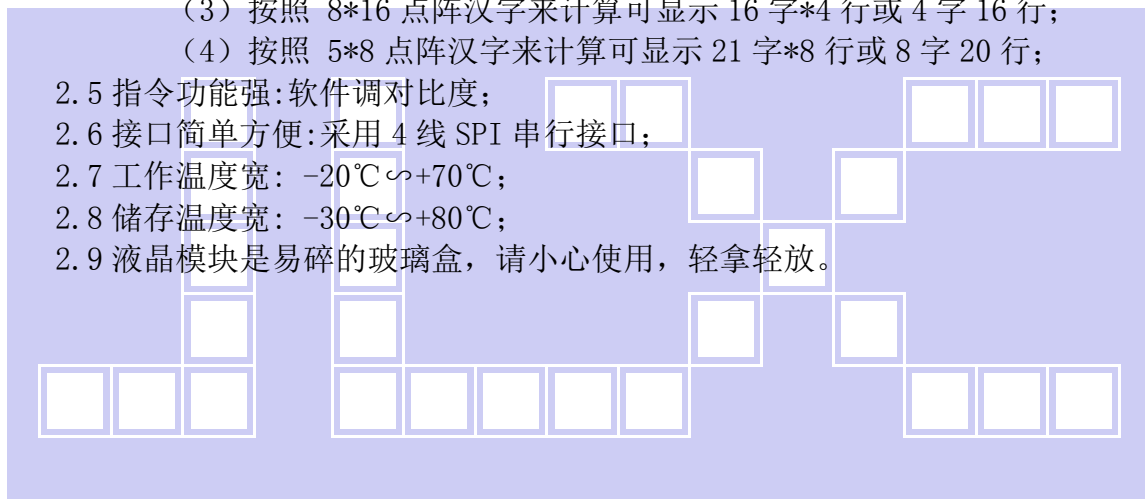 （3）按照 8*16 点阵汉字来计算可显示 16 字*4 行或 4 字 16 行；
（4）按照 5*8 点阵汉字来计算可显示 21 字*8 行或 8 字 20 行；
2.5 指令功能强:软件调对比度；
2.6 接口简单方便:采用 4 线 SPI 串行接口；
2.7 工作温度宽: -20℃∽+70℃；
2.8 储存温度宽: -30℃∽+80℃；
2.9 液晶模块是易碎的玻璃盒，请小心使用，轻拿轻放。